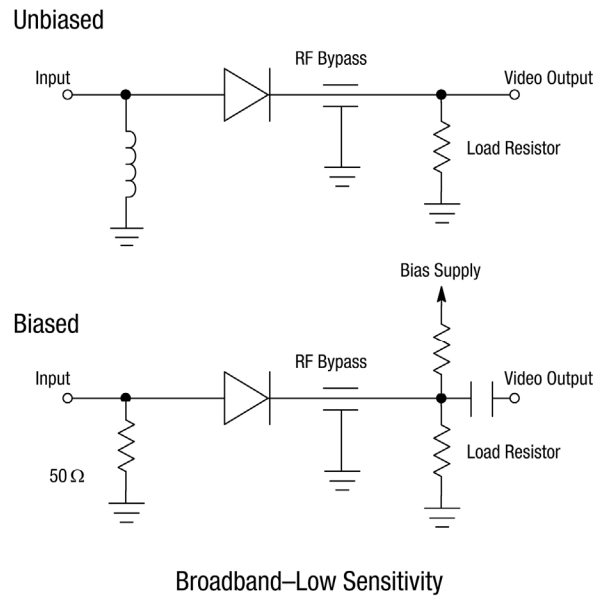 Unbiased
RF Bypass
Input
Video Output
Load Resistor
Bias Supply
Biased
RF Bypass
Input
Video Output
Load Resistor
50 Ω
Broadband–Low Sensitivity